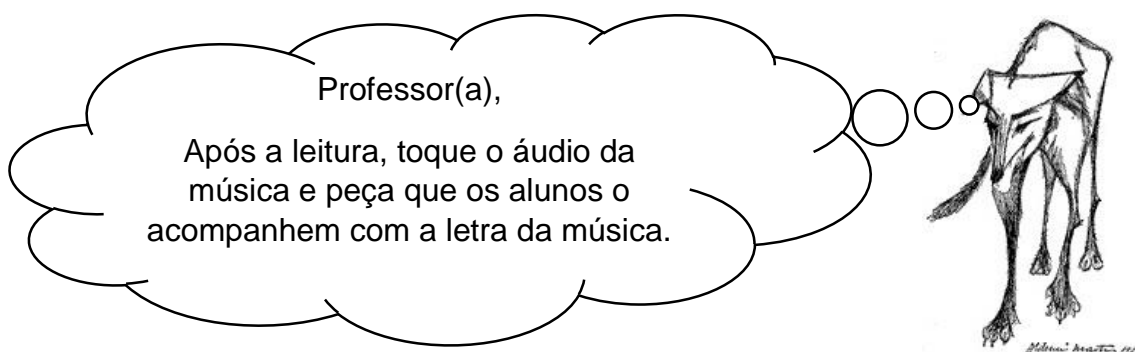 Professor(a),
Após a leitura, toque o áudio da
música e peça que os alunos o
acompanhem com a letra da música.